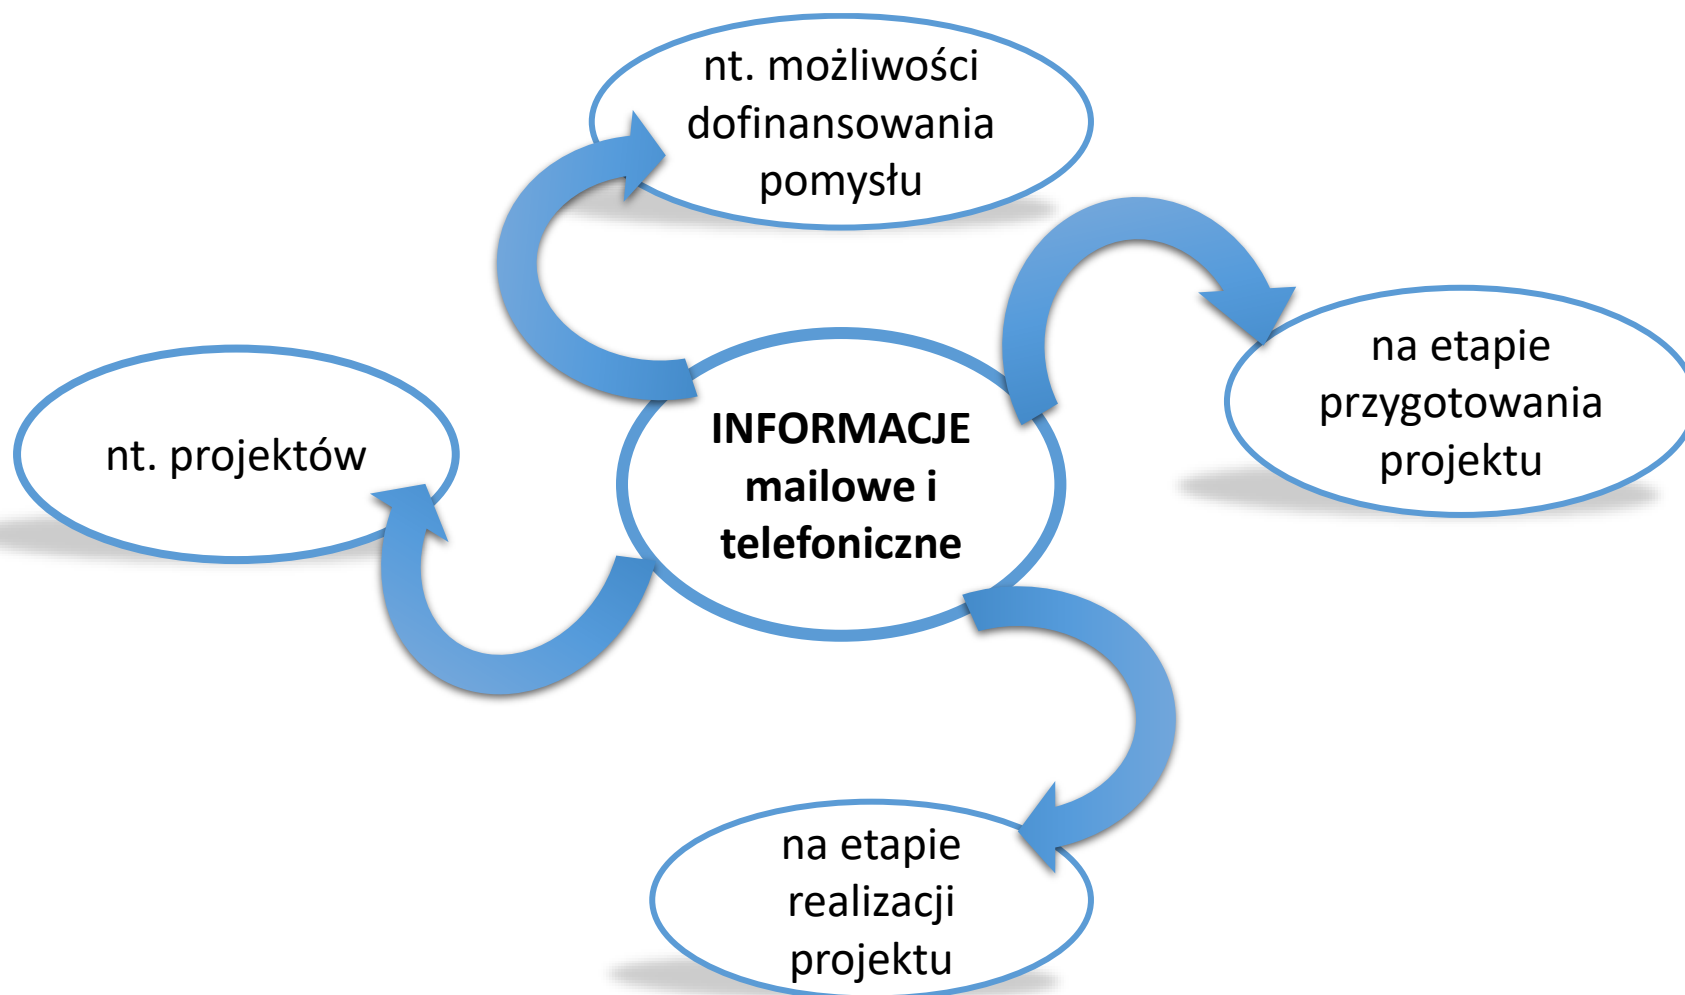 nt. możliwości
dofinansowania
pomysłu
na etapie
przygotowania
projektu
nt. projektów
INFORMACJE
mailowe i
telefoniczne
na etapie
realizacji
projektu